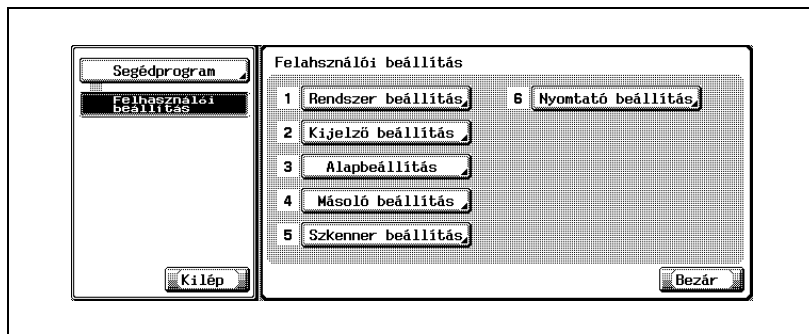 Segédprogram
Felhasználói
beállítás
Kilép
Felahsználói beállítás
1 Rendszer beállítás
2 Kijelző beállítás
3 Alapbeállítás
4 Másoló beállítás
5 Szkenner beállítás
6 Nyomtató beállítás
Bezár